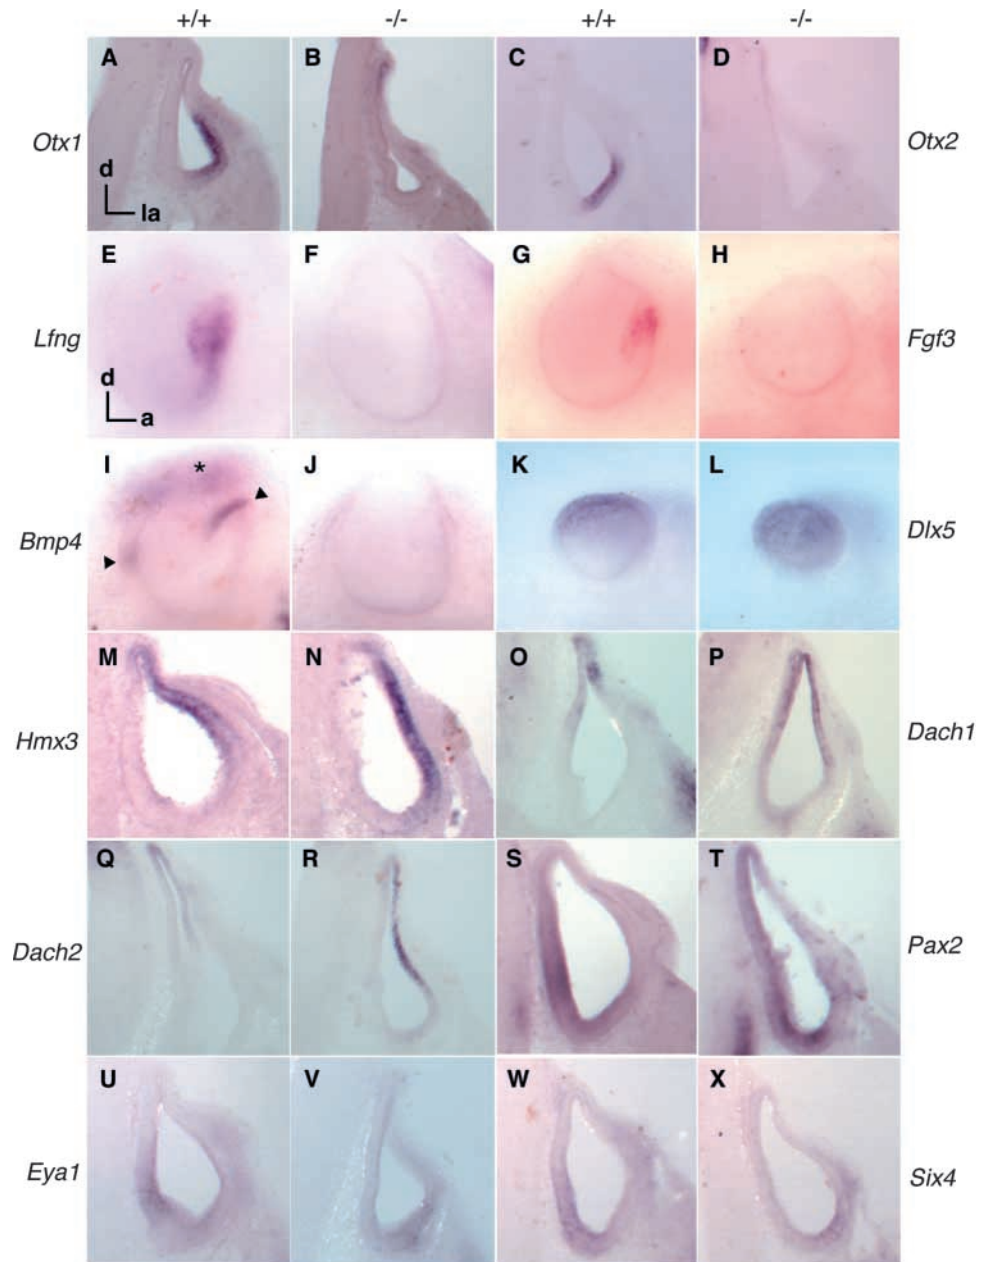 +/+ -/- +/+ -/-
A B C D
Otx1 Otx2
d
la
E F G H
Lfng Fgf3
d
a
I * J K L
Bmp4 Dlx5
M N O P
Hmx3 Dach1
Q R S T
Dach2 Pax2
U V W X
Eya1 Six4